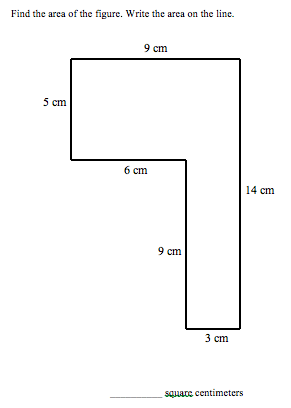 Find the area of the figure. Write the area on the line.
9 cm
5 cm
6 cm
14 cm
9 cm
3 cm
__________ square centimeters